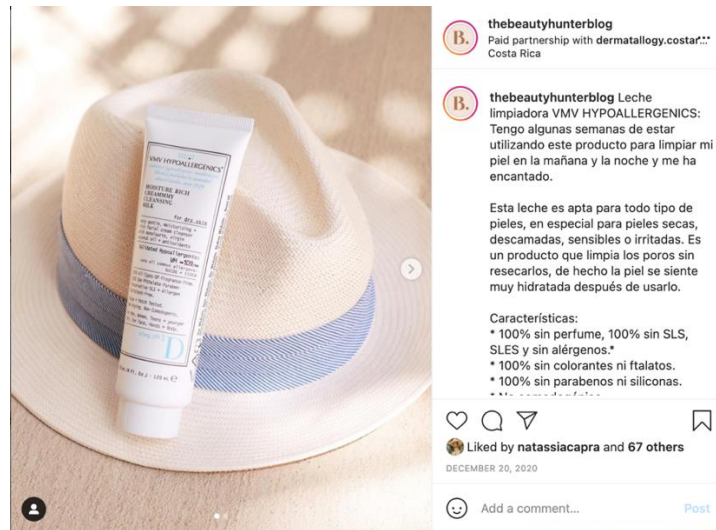 VMV HYPOALLERGENICS
MOISTURE RICH
CREAMMMY
CLEANSING
MILK
for dry skin
thebeautyhunterblog
Paid partnership with dermatallogy.costar...
Costa Rica
thebeautyhunterblog Leche
limpiadora VMV HYPOALLERGENICS:
Tengo algunas semanas de estar
utilizando este producto para limpiar mi
piel en la mañana y la noche y me ha
encantado.
Esta leche es apta para todo tipo de
pieles, en especial para pieles secas,
descamadas, sensibles o irritadas. Es
un producto que limpia los poros sin
resecarlos, de hecho la piel se siente
muy hidratada después de usarlo.
Características:
* 100% sin perfume, 100% sin SLS,
SLES y sin alérgenos.*
* 100% sin colorantes ni ftalatos.
* 100% sin parabenos ni siliconas.
Liked by natassiacapra and 67 others
DECEMBER 20, 2020
Add a comment...
Post
B.
B.
D